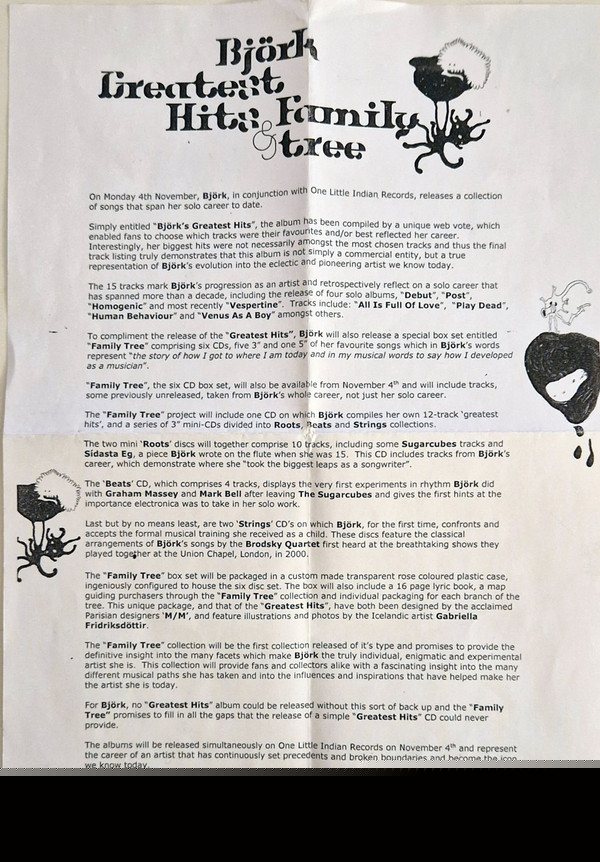 Björk
Greatest
Hits Family
& tree
On Monday 4th November, Björk, in conjunction with One Little Indian Records, releases a collection
of songs that span her solo career to date.
Simply entitled "Björk's Greatest Hits", the album has been compiled by a unique web vote, which
enabled fans to choose which tracks were their favourites and/or best reflected her career.
Interestingly, her biggest hits were not necessarily amongst the most chosen tracks and thus the final
track listing truly demonstrates that this album is not simply a commercial entity, but a true
representation of Björk's evolution into the eclectic and pioneering artist we know today.
The 15 tracks mark Björk's progression as an artist and retrospectively reflect on a solo career that
has spanned more than a decade, including the release of four solo albums, "Debut", "Post",
"Homogenic" and most recently "Vespertine". Tracks include: "All Is Full Of Love", "Play Dead",
"Human Behaviour" and "Venus As A Boy" amongst others.
To compliment the release of the "Greatest Hits", Björk will also release a special box set entitled
"Family Tree" comprising six CDs, five 3" and one 5" of her favourite songs which in Björk's words
represent "the story of how I got to where I am today and in my musical words to say how I developed
as a musician".
"Family Tree", the six CD box set, will also be available from November 4th and will include tracks,
some previously unreleased, taken from Björk's whole career, not just her solo career.
The "Family Tree" project will include one CD on which Björk compiles her own 12-track 'greatest
hits', and a series of 3" mini-CDs divided into Roots, Beats and Strings collections.
The two mini 'Roots' discs will together comprise 10 tracks, including some Sugarcubes tracks and
Sidasta Eg, a piece Björk wrote on the flute when she was 15. This CD includes tracks from Björk's
career, which demonstrate where she "took the biggest leaps as a songwriter".
The 'Beats' CD, which comprises 4 tracks, displays the very first experiments in rhythm Björk did
with Graham Massey and Mark Bell after leaving The Sugarcubes and gives the first hints at the
importance electronica was to take in her solo work.
Last but by no means least, are two 'Strings' CD's on which Björk, for the first time, confronts and
accepts the formal musical training she received as a child. These discs feature the classical
arrangements of Björk's songs by the Brodsky Quartet first heard at the breathtaking shows they
played together at the Union Chapel, London, in 2000.
The "Family Tree" box set will be packaged in a custom made transparent rose coloured plastic case,
ingeniously configured to house the six disc set. The box will also include a 16 page lyric book, a map
guiding purchasers through the "Family Tree" collection and individual packaging for each branch of the
tree. This unique package, and that of the "Greatest Hits", have both been designed by the acclaimed
Parisian designers 'M/M', and feature illustrations and photos by the Icelandic artist Gabriella
Fridriksdöttir.
The "Family Tree" collection will be the first collection released of it's type and promises to provide the
definitive insight into the many facets which make Björk the truly individual, enigmatic and experimental
artist she is. This collection will provide fans and collectors alike with a fascinating insight into the many
different musical paths she has taken and into the influences and inspirations that have helped make her
the artist she is today.
For Björk, no "Greatest Hits" album could be released without this sort of back up and the "Family
Tree" promises to fill in all the gaps that the release of a simple "Greatest Hits" CD could never
provide.
The albums will be released simultaneously on One Little Indian Records on November 4th and represent
the career of an artist that has continuously set precedents and broken boundaries and become the icon
we know today.